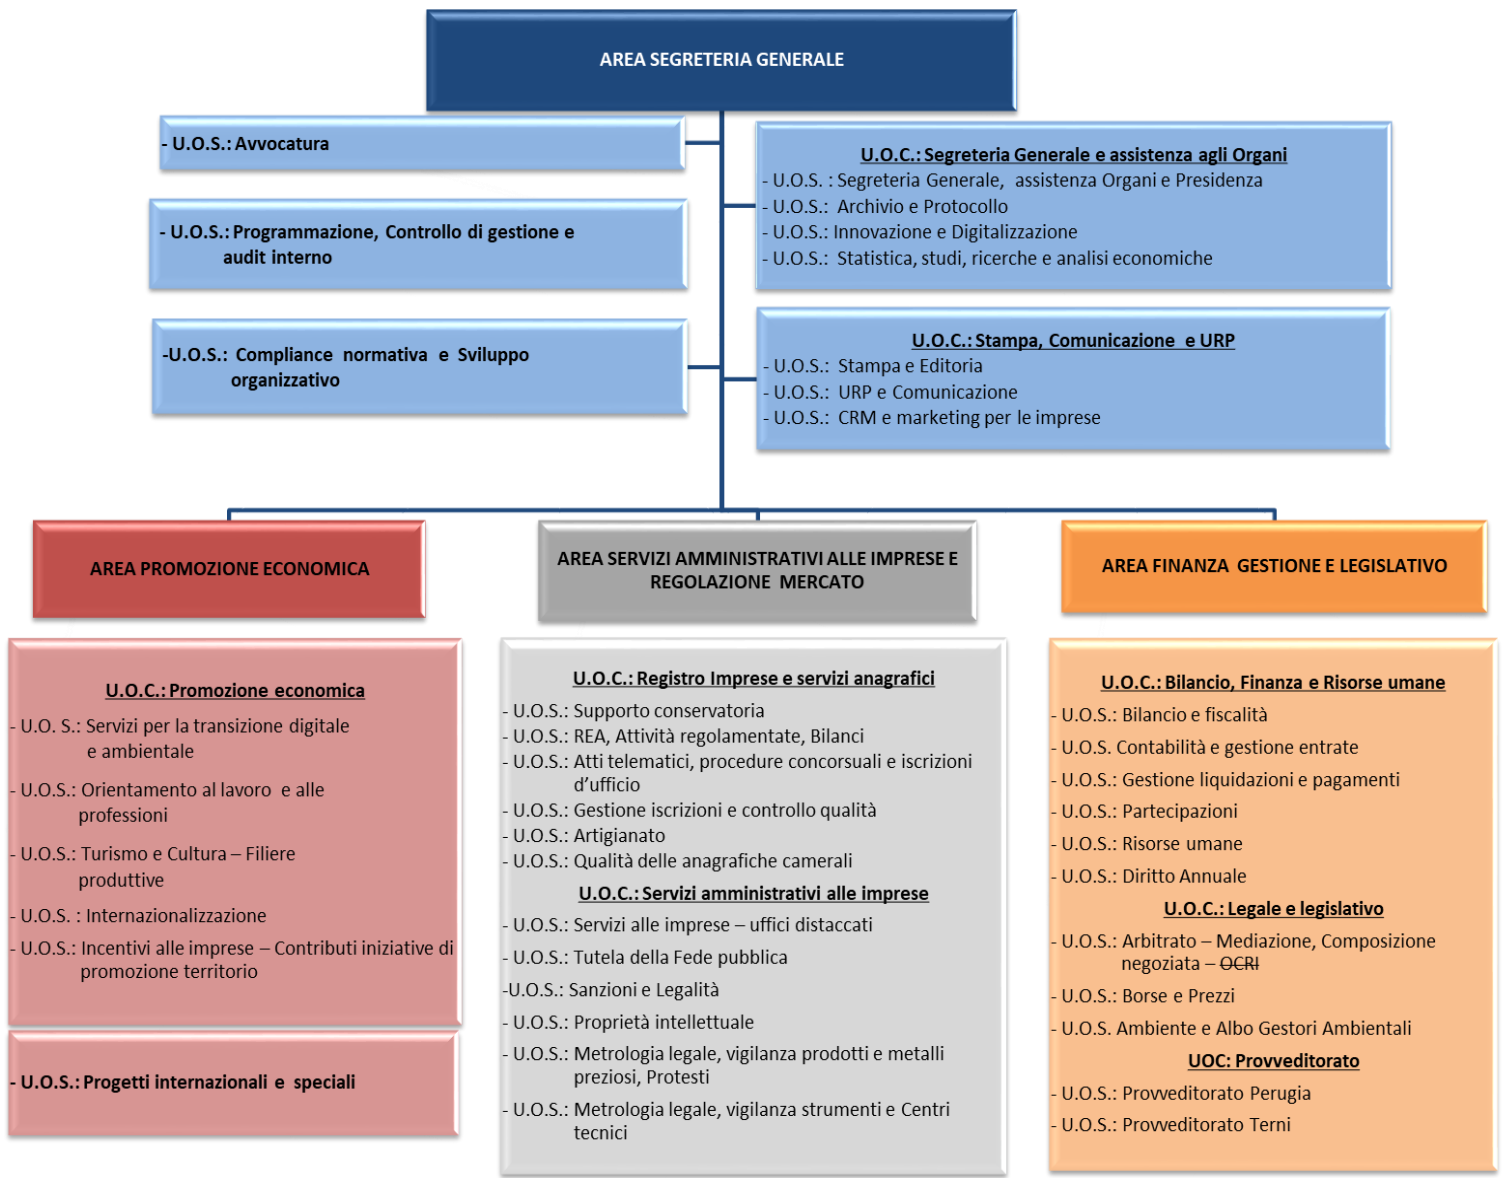 AREA SEGRETERIA GENERALE
- U.O.S.: Avvocatura
- U.O.S.: Programmazione, Controllo di gestione e
audit interno
-U.O.S.: Compliance normativa e Sviluppo
organizzativo
U.O.C.: Segreteria Generale e assistenza agli Organi
- U.O.S. : Segreteria Generale, assistenza Organi e Presidenza
- U.O.S.: Archivio e Protocollo
- U.O.S.: Innovazione e Digitalizzazione
- U.O.S.: Statistica, studi, ricerche e analisi economiche
U.O.C.: Stampa, Comunicazione e URP
- U.O.S.: Stampa e Editoria
- U.O.S.: URP e Comunicazione
- U.O.S.: CRM e marketing per le imprese
AREA PROMOZIONE ECONOMICA
U.O.C.: Promozione economica
- U.O. S.: Servizi per la transizione digitale
e ambientale
- U.O.S.: Orientamento al lavoro e alle
professioni
- U.O.S.: Turismo e Cultura – Filiere
produttive
- U.O.S. : Internazionalizzazione
- U.O.S.: Incentivi alle imprese – Contributi iniziative di
promozione territorio
- U.O.S.: Progetti internazionali e speciali
AREA SERVIZI AMMINISTRATIVI ALLE IMPRESE E
REGOLAZIONE MERCATO
U.O.C.: Registro Imprese e servizi anagrafici
- U.O.S.: Supporto conservatoria
- U.O.S.: REA, Attività regolamentate, Bilanci
- U.O.S.: Atti telematici, procedure concorsuali e iscrizioni
d'ufficio
- U.O.S.: Gestione iscrizioni e controllo qualità
- U.O.S.: Artigianato
- U.O.S.: Qualità delle anagrafiche camerali
U.O.C.: Servizi amministrativi alle imprese
- U.O.S.: Servizi alle imprese – uffici distaccati
- U.O.S.: Tutela della Fede pubblica
-U.O.S.: Sanzioni e Legalità
- U.O.S.: Proprietà intellettuale
- U.O.S.: Metrologia legale, vigilanza prodotti e metalli
preziosi, Protesti
- U.O.S.: Metrologia legale, vigilanza strumenti e Centri
tecnici
AREA FINANZA GESTIONE E LEGISLATIVO
U.O.C.: Bilancio, Finanza e Risorse umane
- U.O.S.: Bilancio e fiscalità
- U.O.S. Contabilità e gestione entrate
- U.O.S.: Gestione liquidazioni e pagamenti
- U.O.S.: Partecipazioni
- U.O.S.: Risorse umane
- U.O.S.: Diritto Annuale
U.O.C.: Legale e legislativo
- U.O.S.: Arbitrato – Mediazione, Composizione
negoziata – OCRI
- U.O.S.: Borse e Prezzi
- U.O.S. Ambiente e Albo Gestori Ambientali
UOC: Provveditorato
- U.O.S.: Provveditorato Perugia
- U.O.S.: Provveditorato Terni